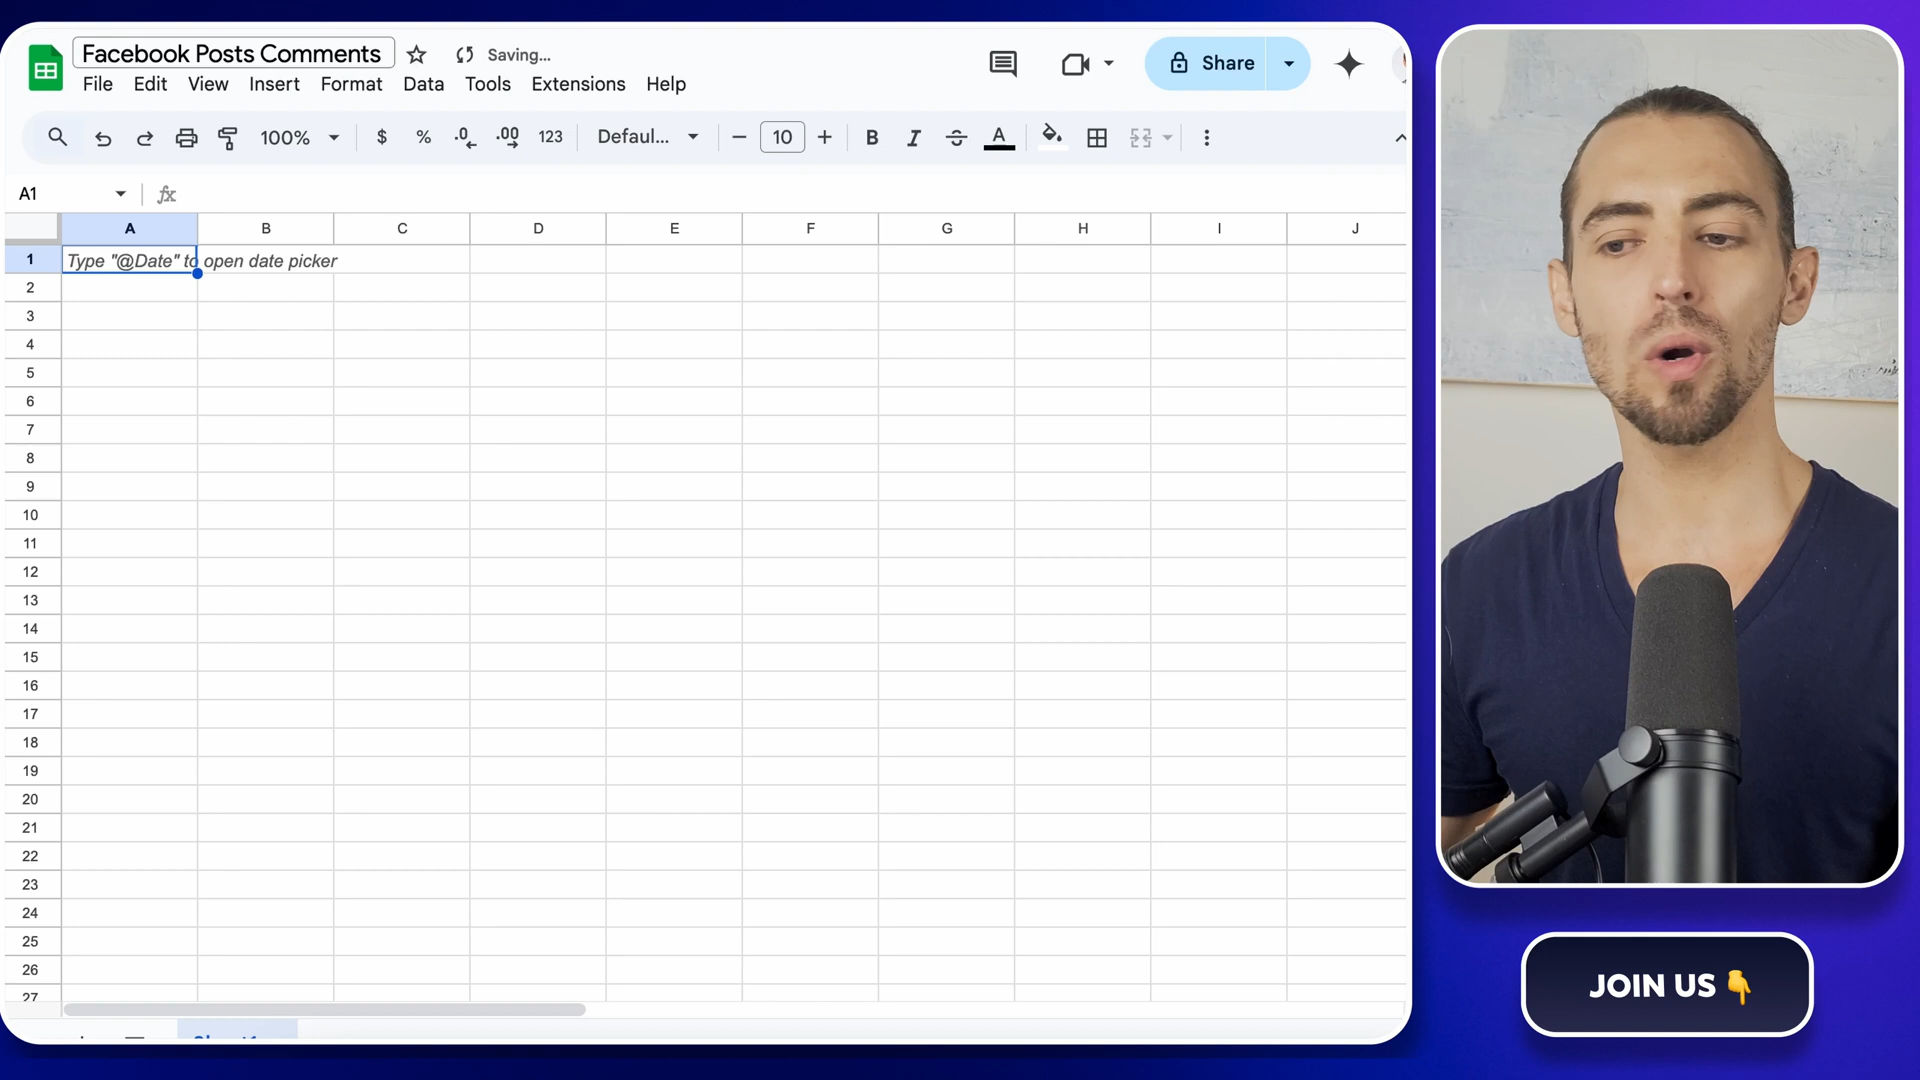 Facebook Posts Comments
Saving...
File Edit View Insert Format Data Tools Extensions Help
Share
100% $ % .0 .00 123 Defaul... 10 B I A
A1 fx
A B C D E F G H I J
1 Type "@Date" to open date picker
2
3
4
5
6
7
8
9
10
11
12
13
14
15
16
17
18
19
20
21
22
23
24
25
26
27
JOIN US 👇